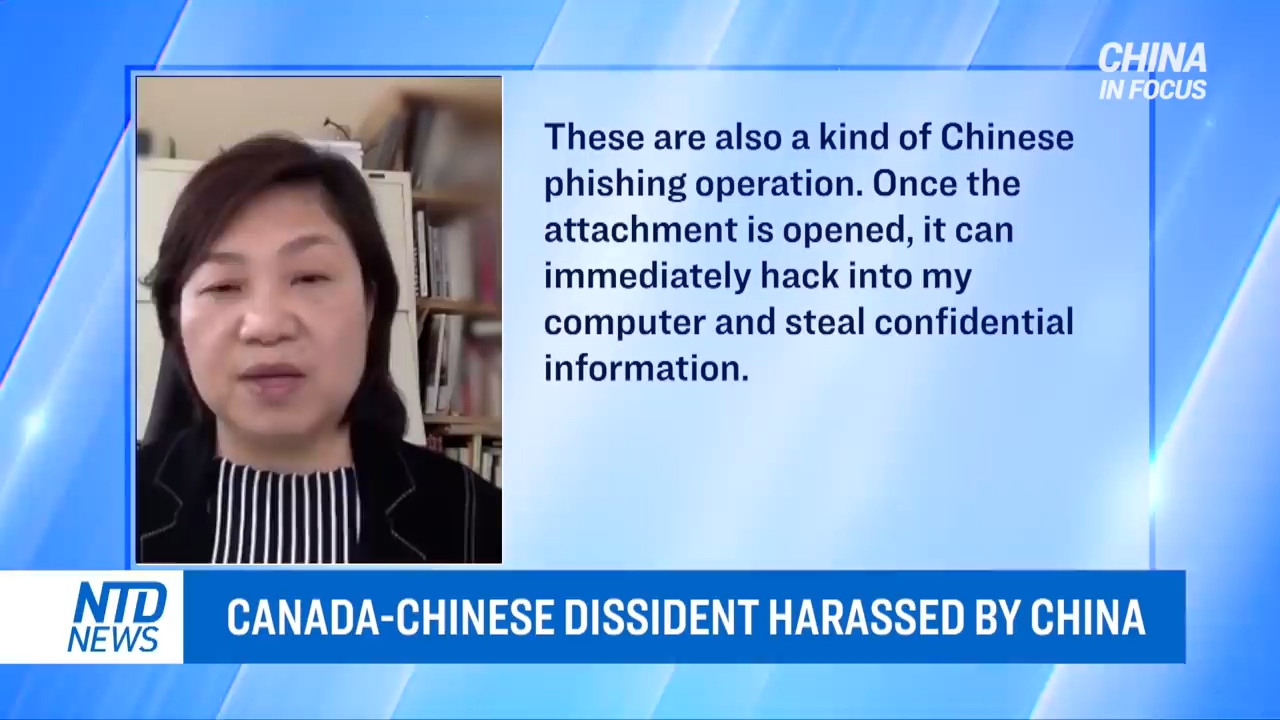 CHINA
IN FOCUS
These are also a kind of Chinese
phishing operation. Once the
attachment is opened, it can
immediately hack into my
computer and steal confidential
information.
NTD
NEWS
CANADA-CHINESE DISSIDENT HARASSED BY CHINA